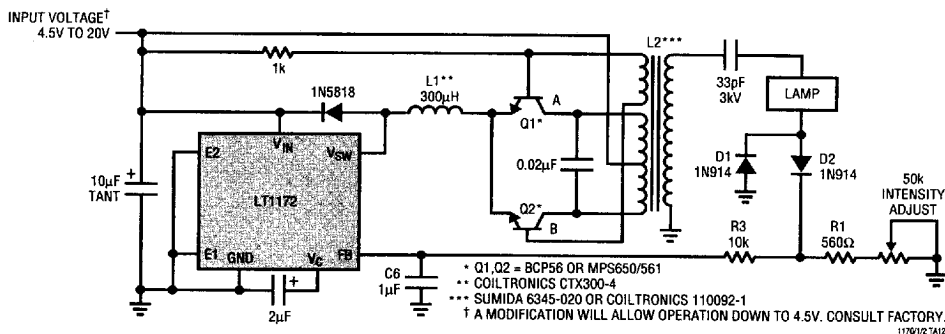 INPUT VOLTAGE†
4.5V TO 20V
1k
1N5818
L1**
300µH
A
Q1*
L2***
33pF
3kV
LAMP
D1
1N914
D2
1N914
50k
INTENSITY
ADJUST
0.02µF
Q2*
B
E2
VIN
VSW
10µF
TANT
+
LT1172
E1
GND
VC
FB
+
2µF
C6
1µF
R3
10k
R1
560Ω
* Q1,Q2 = BCP56 OR MPS650/561
** COILTRONICS CTX300-4
*** SUMIDA 6345-020 OR COILTRONICS 110092-1
† A MODIFICATION WILL ALLOW OPERATION DOWN TO 4.5V. CONSULT FACTORY.
1170/1/2 TA12